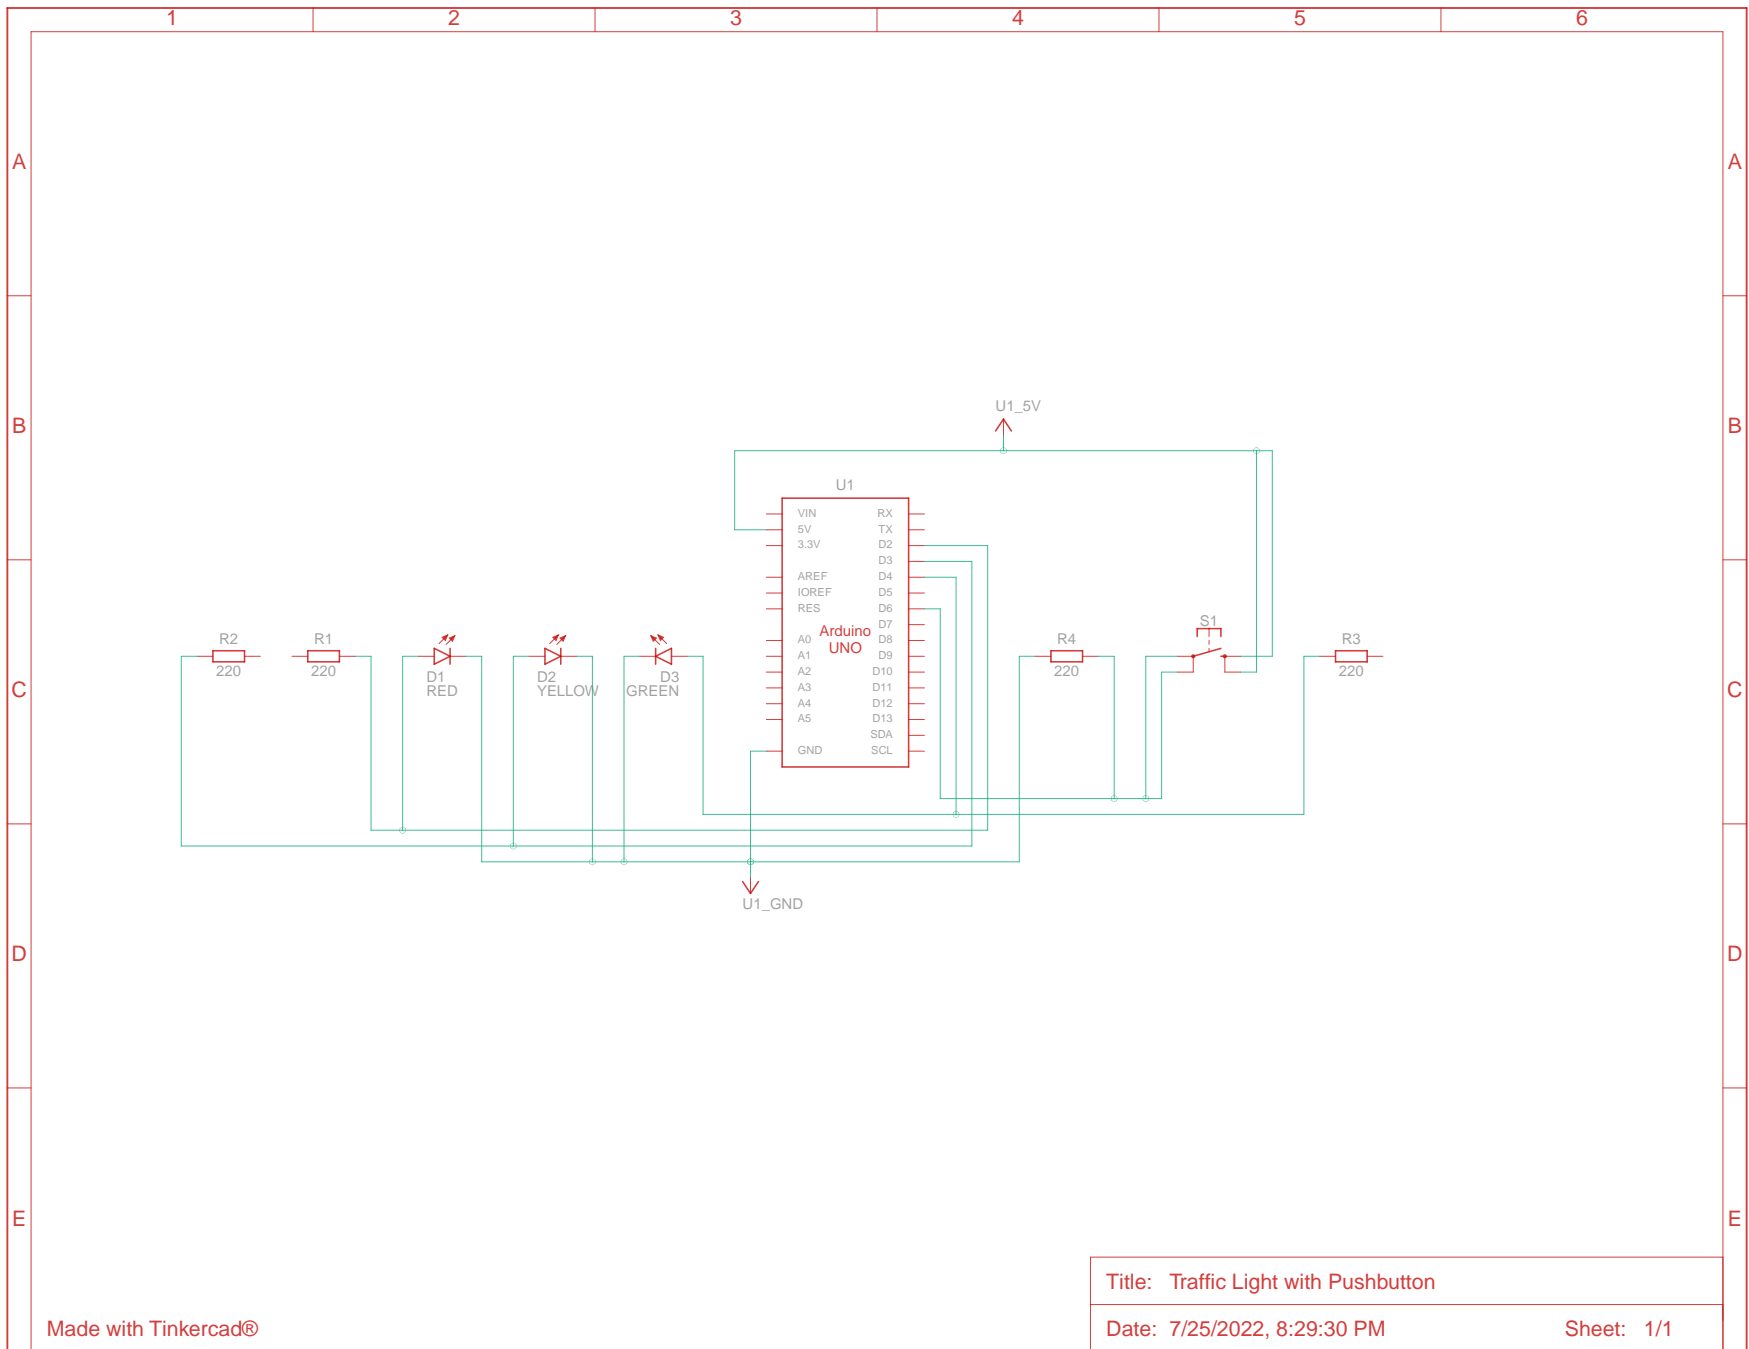 1 2 3 4 5 6
A A
U1_5V
B B
U1
VIN RX
5V TX
3.3V D2
D3
AREF D4
IOREF D5
RES D6
D7
A0 D8
A1 D9
A2 D10
A3 D11
A4 D12
A5 D13
SDA
GND SCL
Arduino
UNO
R2
220
R1
220
D1
RED
D2
YELLOW
D3
GREEN
R4
220
S1
R3
220
C C
U1_GND
D D
E E
Title: Traffic Light with Pushbutton
Made with Tinkercad®
Date: 7/25/2022, 8:29:30 PM Sheet: 1/1